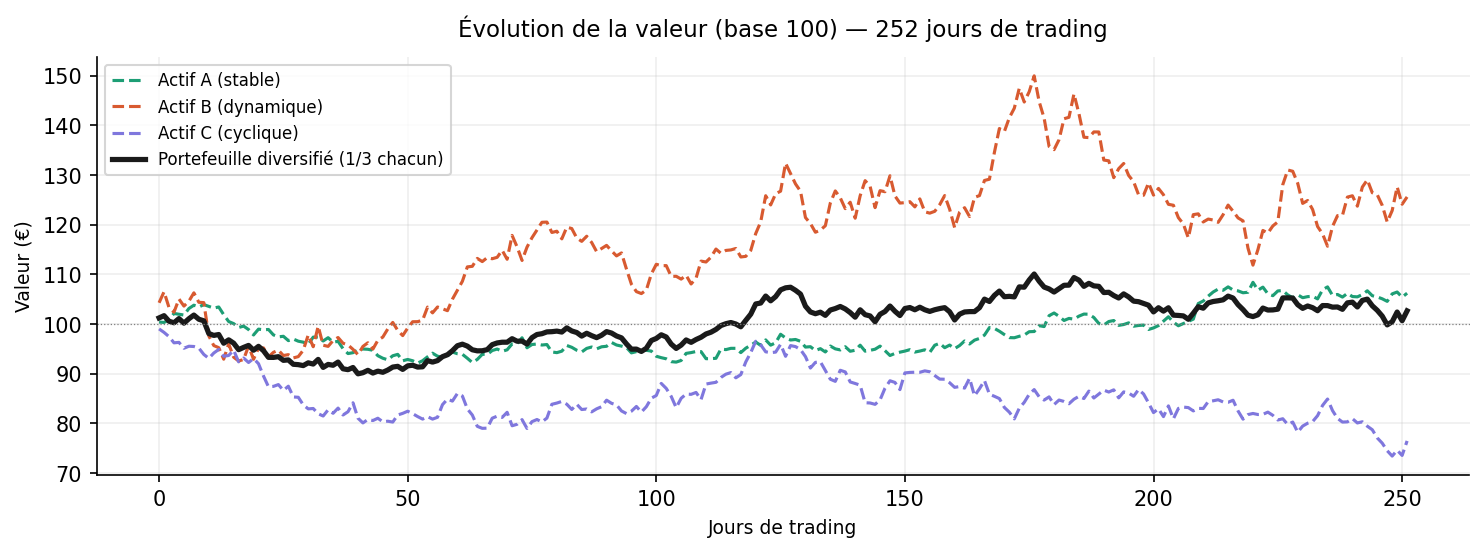 Évolution de la valeur (base 100) — 252 jours de trading
Actif A (stable)
Actif B (dynamique)
Actif C (cyclique)
Portefeuille diversifié (1/3 chacun)
Valeur (€)
150
140
130
120
110
100
90
80
70
0 50 100 150 200 250
Jours de trading